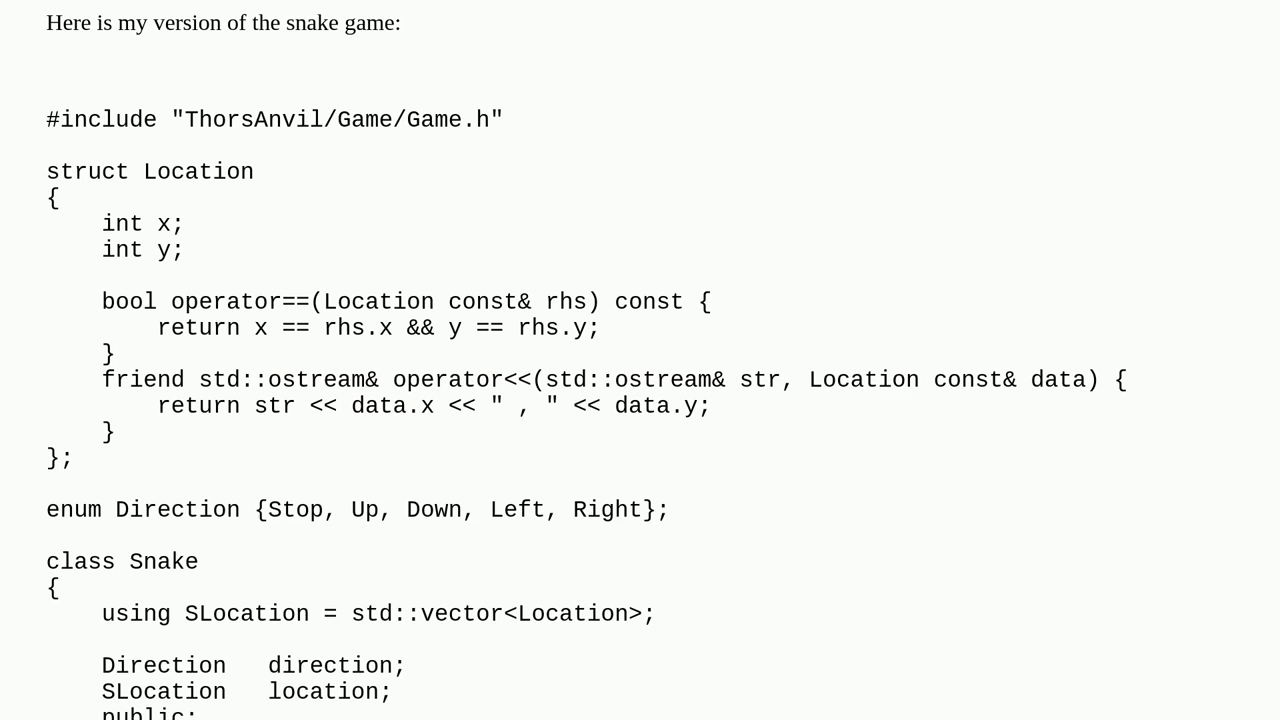 Here is my version of the snake game:
#include "ThorsAnvil/Game/Game.h"
struct Location
{
    int x;
    int y;
    bool operator==(Location const& rhs) const {
        return x == rhs.x && y == rhs.y;
    }
    friend std::ostream& operator<<(std::ostream& str, Location const& data) {
        return str << data.x << " , " << data.y;
    }
};
enum Direction {Stop, Up, Down, Left, Right};
class Snake
{
    using SLocation = std::vector<Location>;
    Direction   direction;
    SLocation   location;
    public: